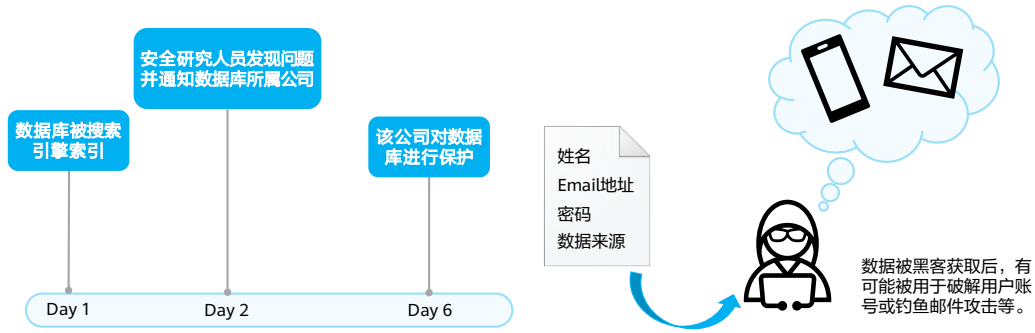 安全研究人员发现问题
并通知数据库所属公司
数据库被搜索
引擎索引
该公司对数据
库进行保护
Day 1
Day 2
Day 6
姓名
Email地址
密码
数据来源
数据被黑客获取后，有
可能被用于破解用户账
号或钓鱼邮件攻击等。